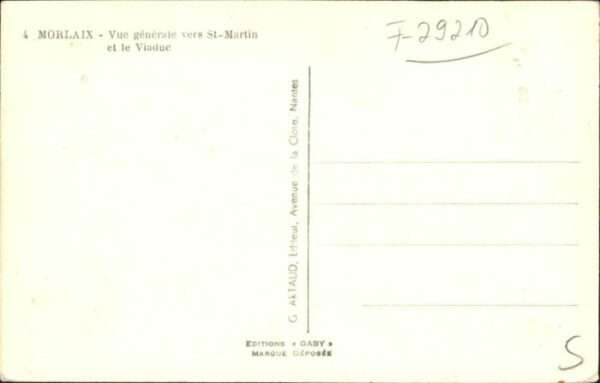 4 MORLAIX - Vue générale vers St-Martin
et le Viaduc
F-29210
G. ARTAUD, Editeur, Avenue de la Close, Nantes
EDITIONS « GABY »
MARQUE DÉPOSÉE
S